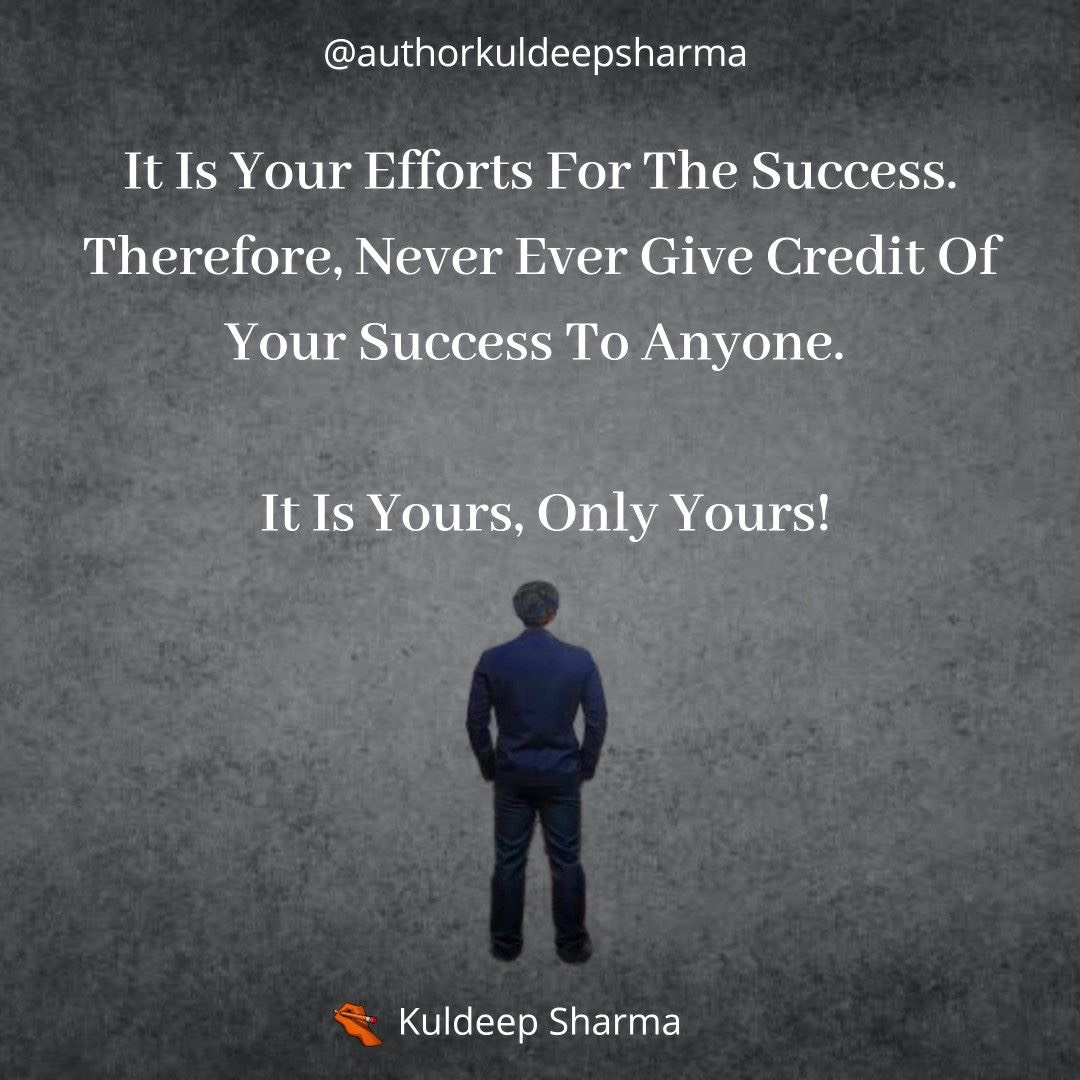 @authorkuldeepsharma
It Is Your Efforts For The Success.
Therefore, Never Ever Give Credit Of
Your Success To Anyone.
It Is Yours, Only Yours!
Kuldeep Sharma